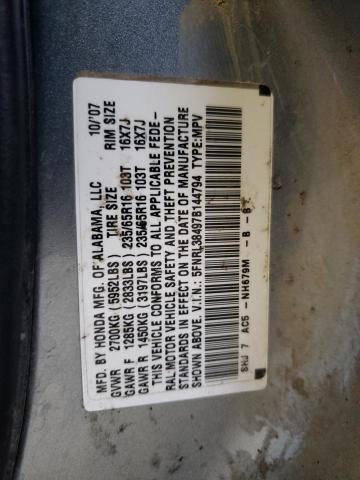 MFD. BY HONDA MFG. OF ALABAMA, LLC 10/'07
GVWR 2700KG (5952LBS) TIRE SIZE RIM SIZE
GAWR F 1285KG (2833LBS) 235/65R16 103T 16X7J
GAWR R 1450KG (3197LBS) 235/65R16 103T 16X7J
THIS VEHICLE CONFORMS TO ALL APPLICABLE FEDE-
RAL MOTOR VEHICLE SAFETY AND THEFT PREVENTION
STANDARDS IN EFFECT ON THE DATE OF MANUFACTURE
SHOWN ABOVE. V.I.N.: 5FNRL38497B144794 TYPE:MPV
SHJ 7 AC5 -NH679M -B -B